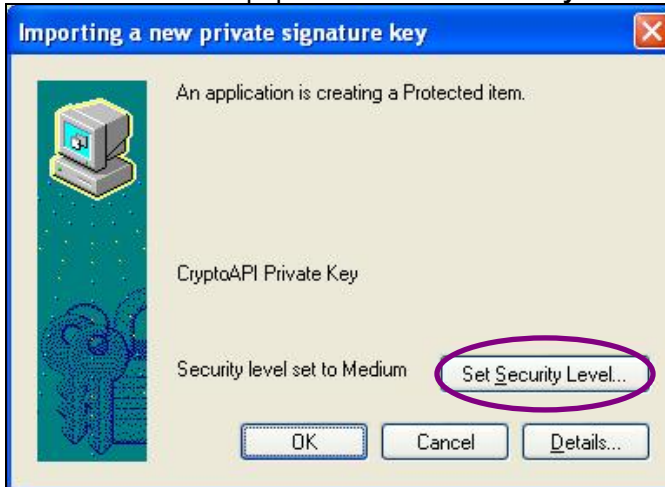 Importing a new private signature key
An application is creating a Protected item.
CryptoAPI Private Key
Security level set to Medium
Set Security Level...
OK
Cancel
Details...